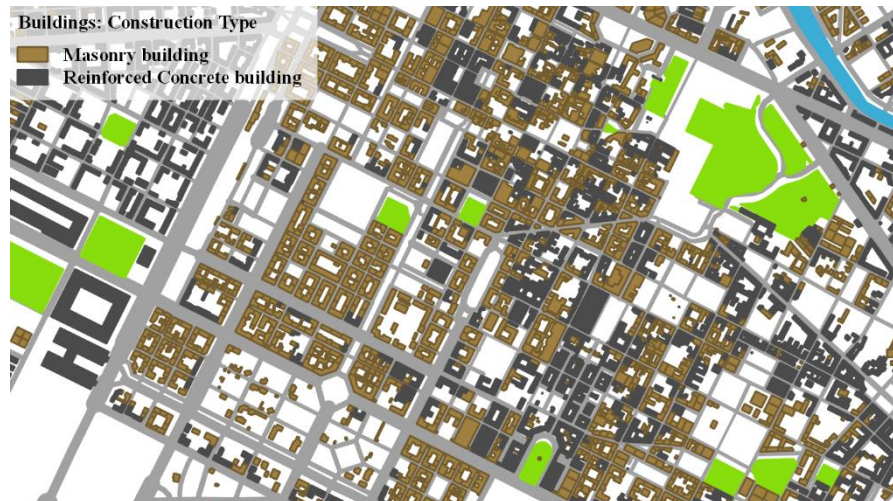 Buildings: Construction Type
Masonry building
Reinforced Concrete building